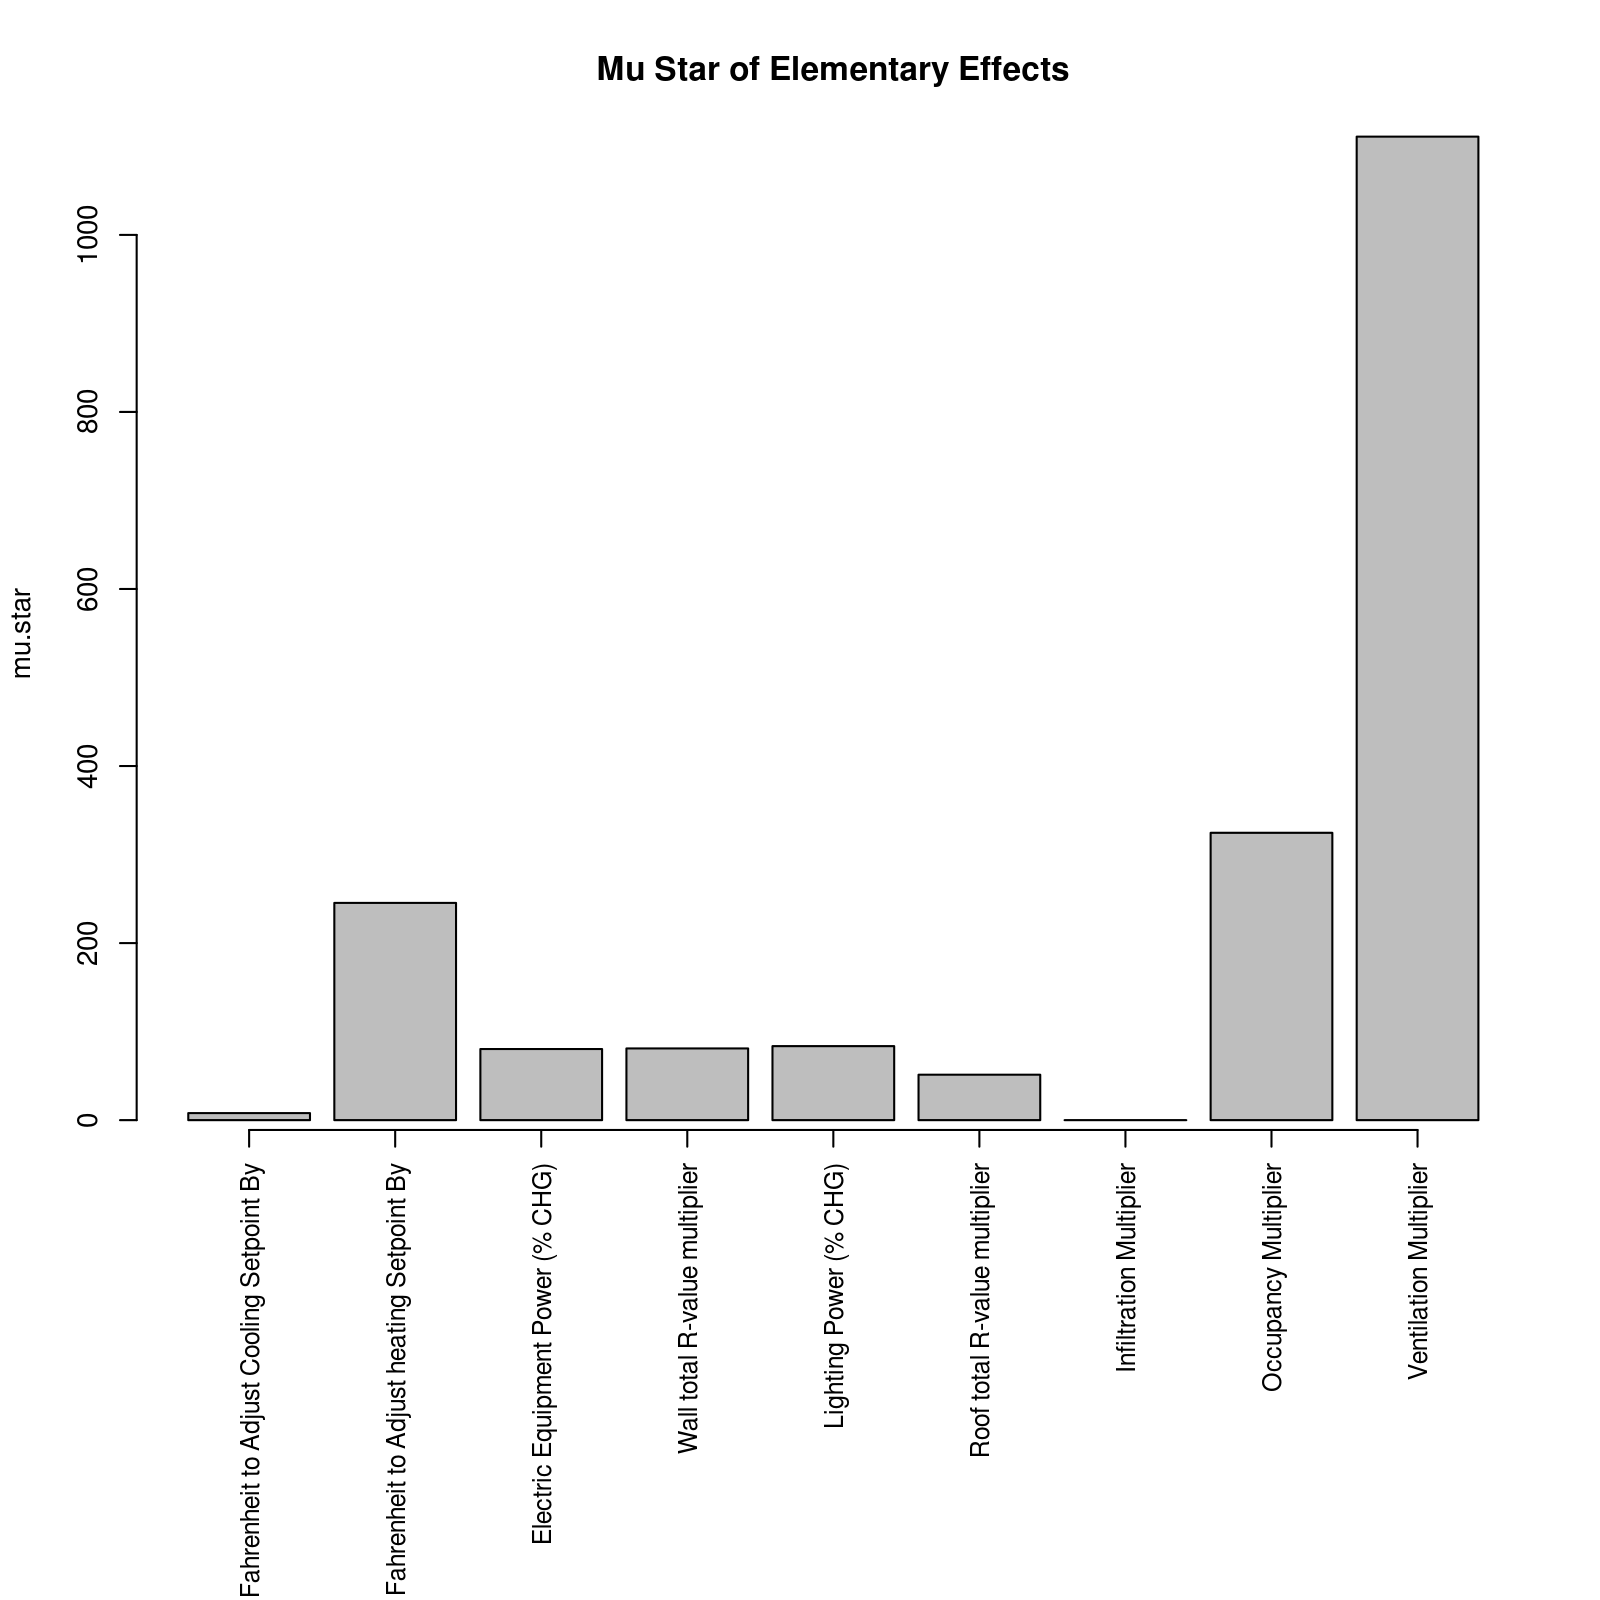 Mu Star of Elementary Effects
mu.star
1000
800
600
400
200
0
Fahrenheit to Adjust Cooling Setpoint By
Fahrenheit to Adjust heating Setpoint By
Electric Equipment Power (% CHG)
Wall total R-value multiplier
Lighting Power (% CHG)
Roof total R-value multiplier
Infiltration Multiplier
Occupancy Multiplier
Ventilation Multiplier